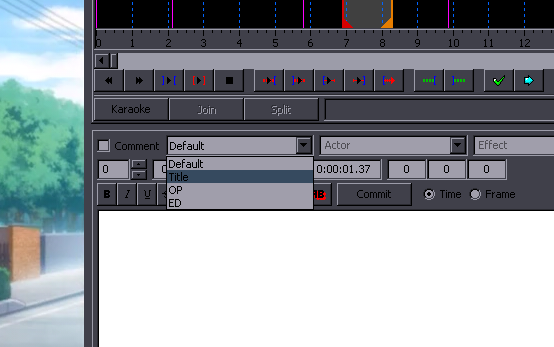 0 1 2 3 4 5 6 7 8 9 10 11 12
Karaoke Join Split
Comment Default Actor Effect
Default
Title
OP
ED
0 0:00:01.37 0 0 0
B I U Commit Time Frame